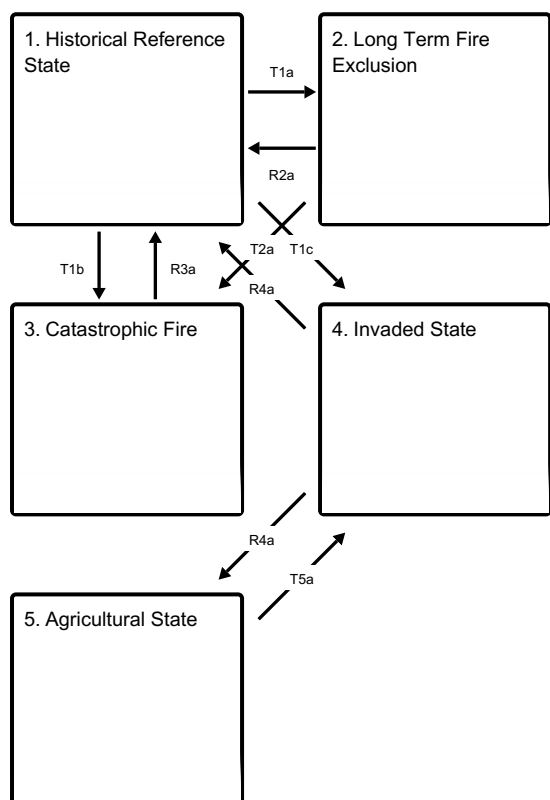 1. Historical Reference
State
2. Long Term Fire
Exclusion
T1a
R2a
T2a
T1c
T1b
R3a
R4a
3. Catastrophic Fire
4. Invaded State
R4a
T5a
5. Agricultural State